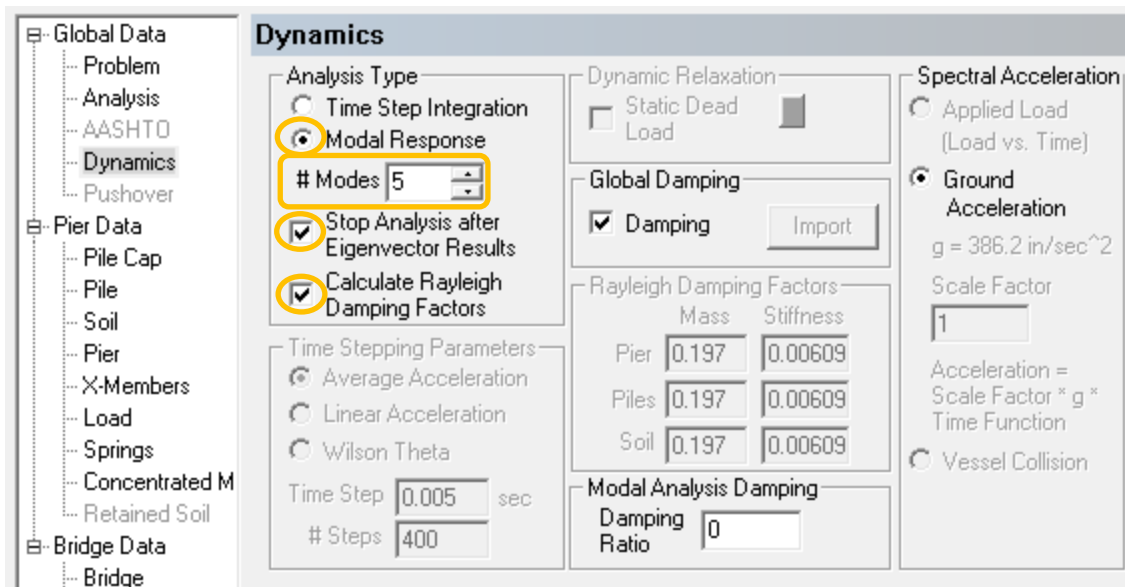 Global Data
Problem
Analysis
AASHTO
Dynamics
Pushover
Pier Data
Pile Cap
Pile
Soil
Pier
X-Members
Load
Springs
Concentrated M
Retained Soil
Bridge Data
Bridge
Dynamics
Analysis Type
Time Step Integration
Modal Response
# Modes 5
Stop Analysis after
Eigenvector Results
Calculate Rayleigh
Damping Factors
Time Stepping Parameters
Average Acceleration
Linear Acceleration
Wilson Theta
Time Step 0.005 sec
# Steps 400
Dynamic Relaxation
Static Dead
Load
Global Damping
Damping Import
Rayleigh Damping Factors
Mass Stiffness
Pier 0.197 0.00609
Piles 0.197 0.00609
Soil 0.197 0.00609
Modal Analysis Damping
Damping
Ratio 0
Spectral Acceleration
Applied Load
(Load vs. Time)
Ground
Acceleration
g = 386.2 in/sec^2
Scale Factor
1
Acceleration =
Scale Factor * g *
Time Function
Vessel Collision